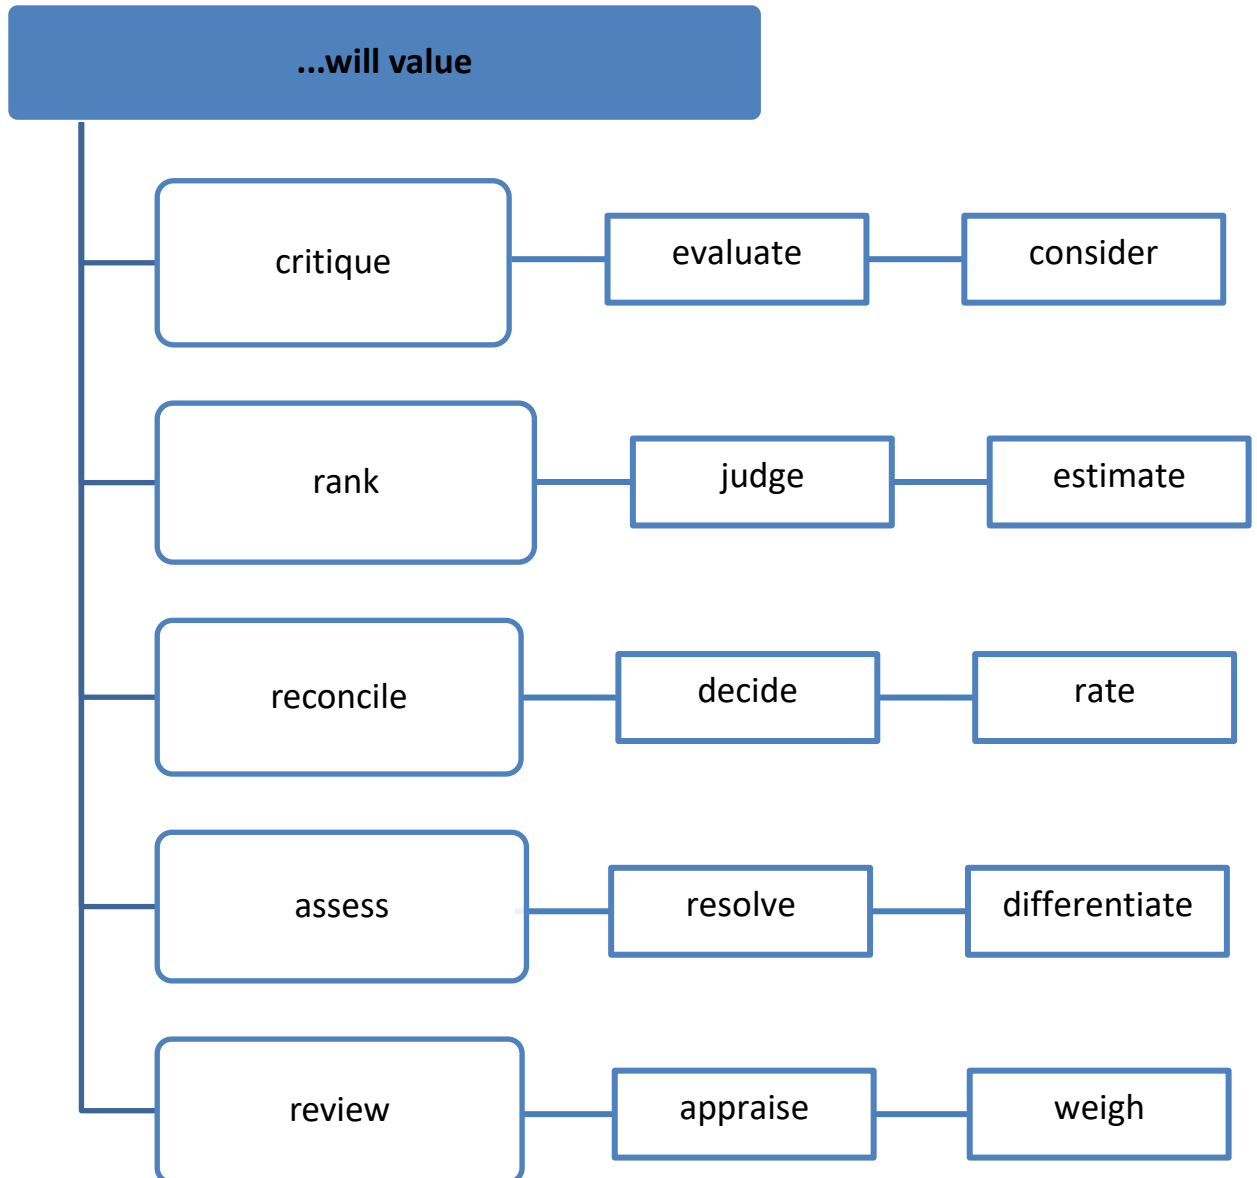 ...will value
critique
evaluate
consider
rank
judge
estimate
reconcile
decide
rate
assess
resolve
differentiate
review
appraise
weigh